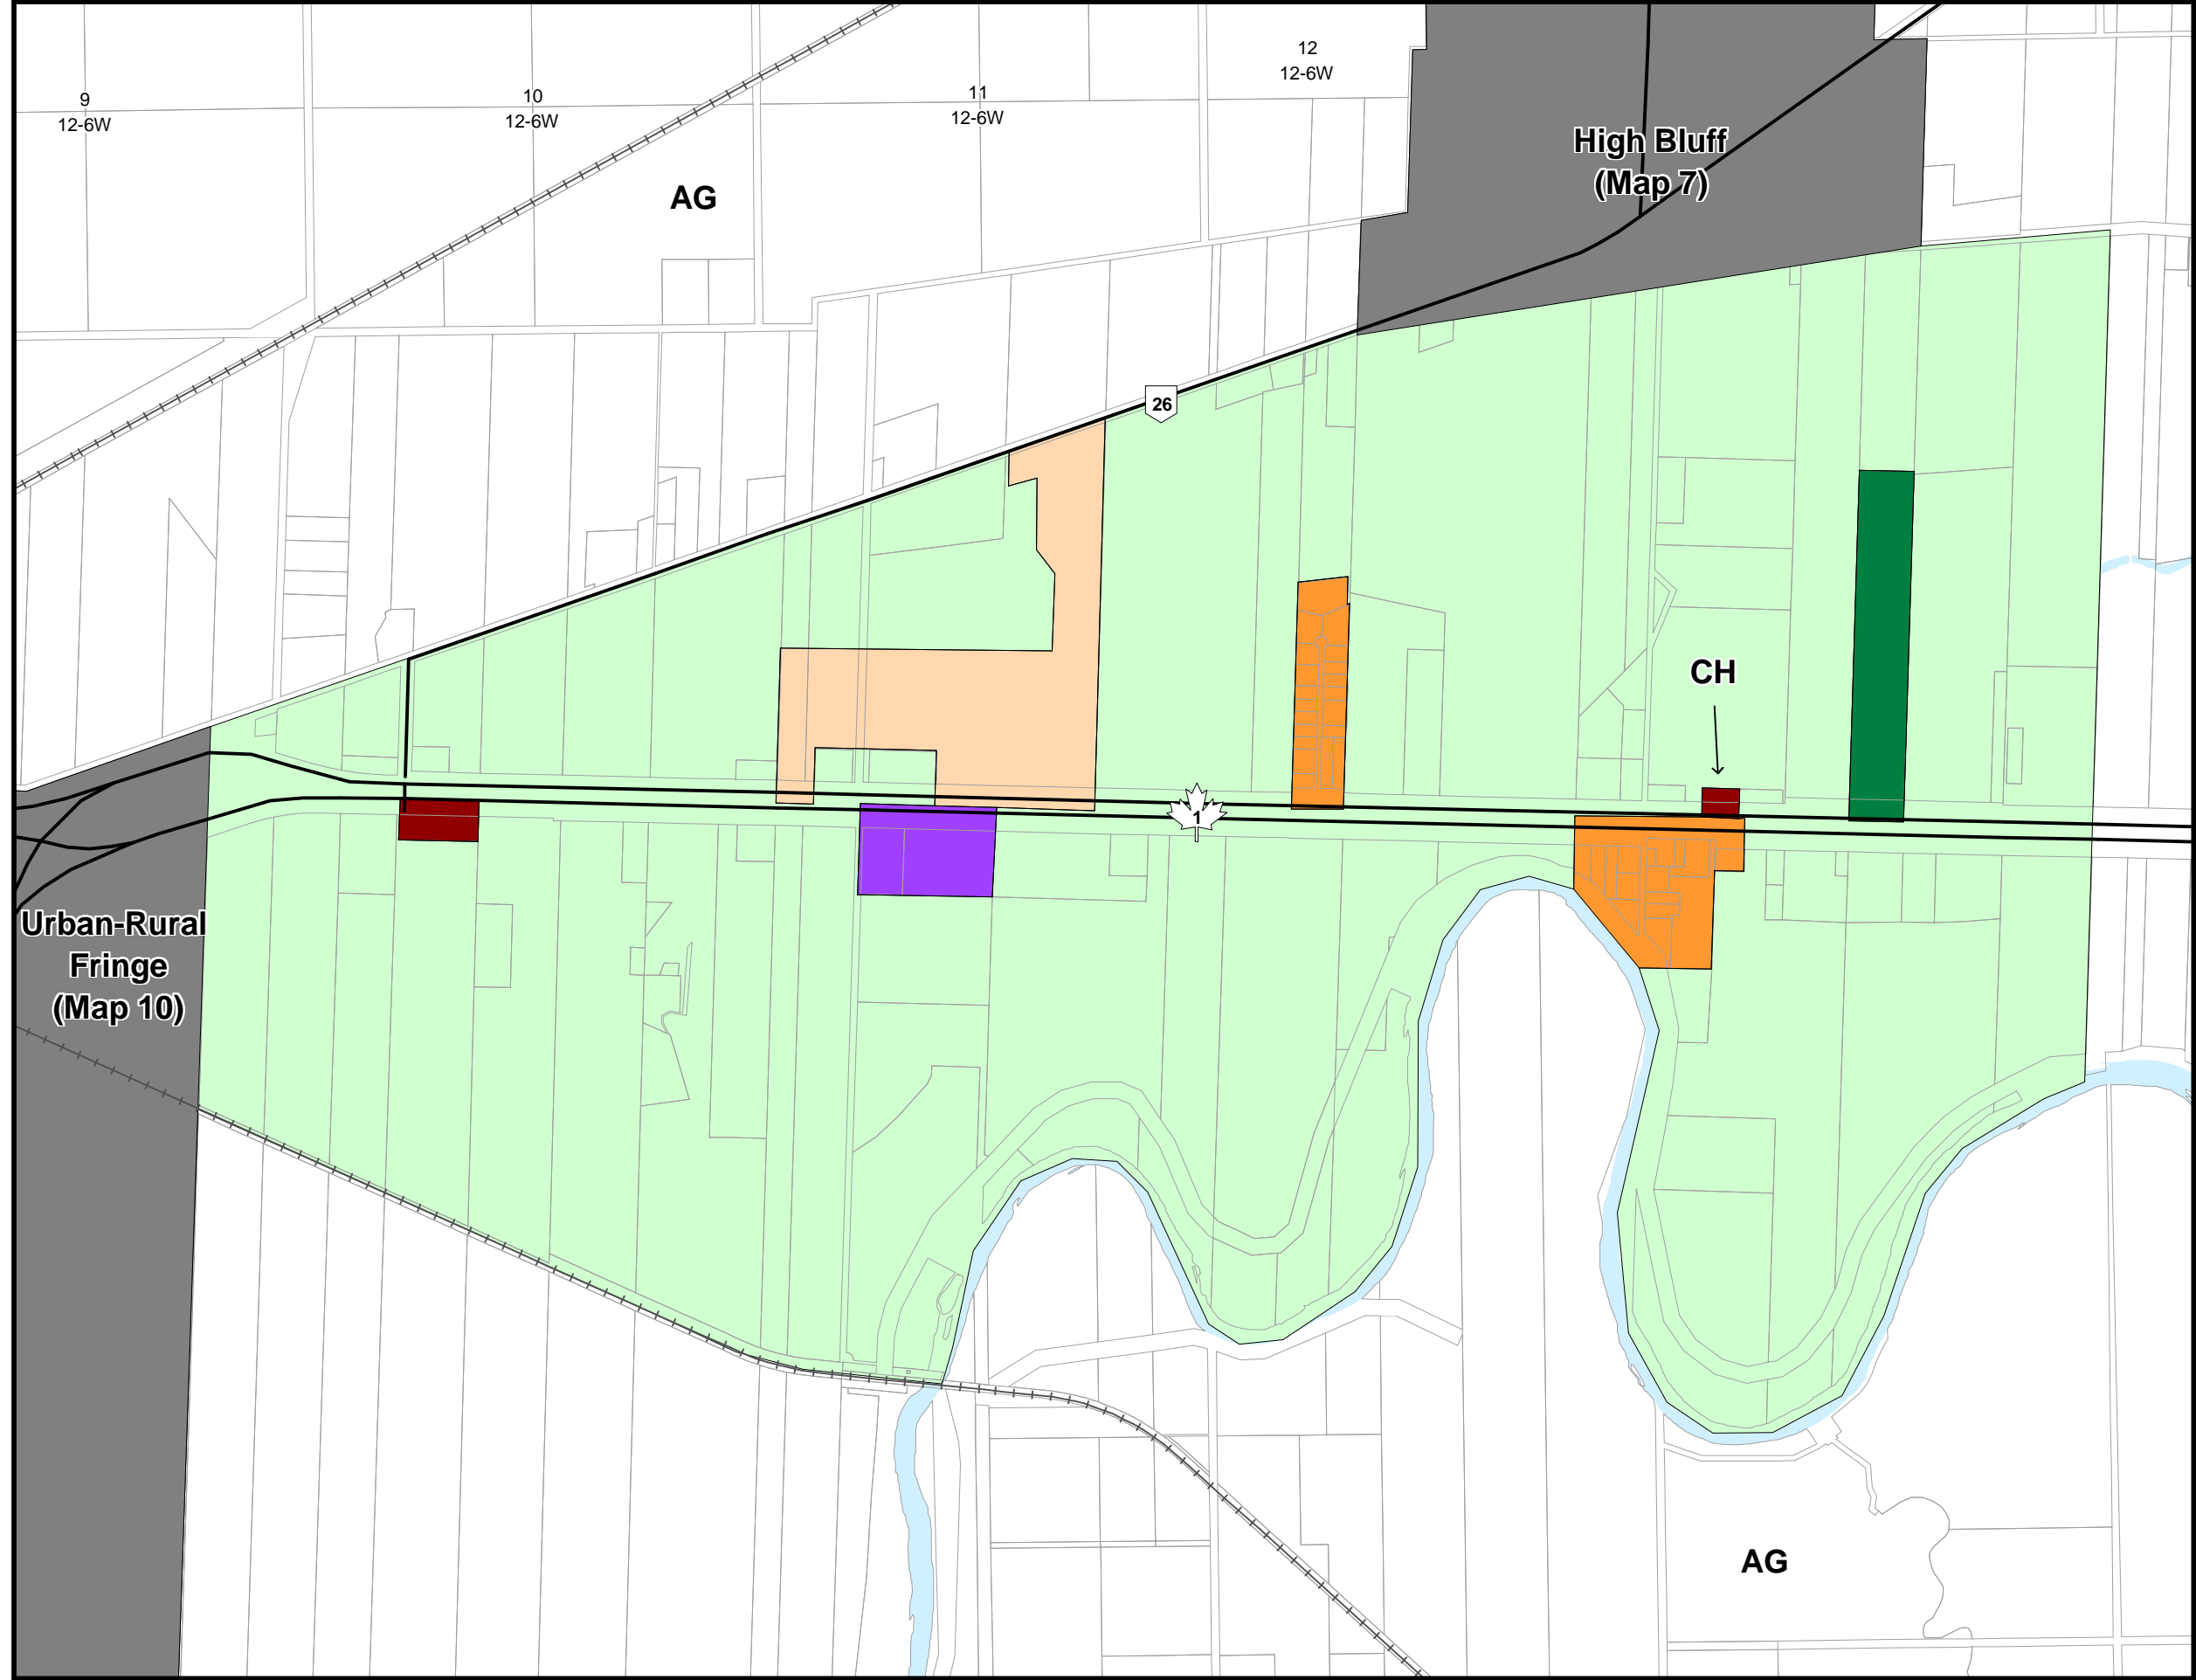 12
12-6W
9
12-6W
10
12-6W
11
12-6W
High Bluff
(Map 7)
AG
26
CH
1
Urban-Rural
Fringe
(Map 10)
AG